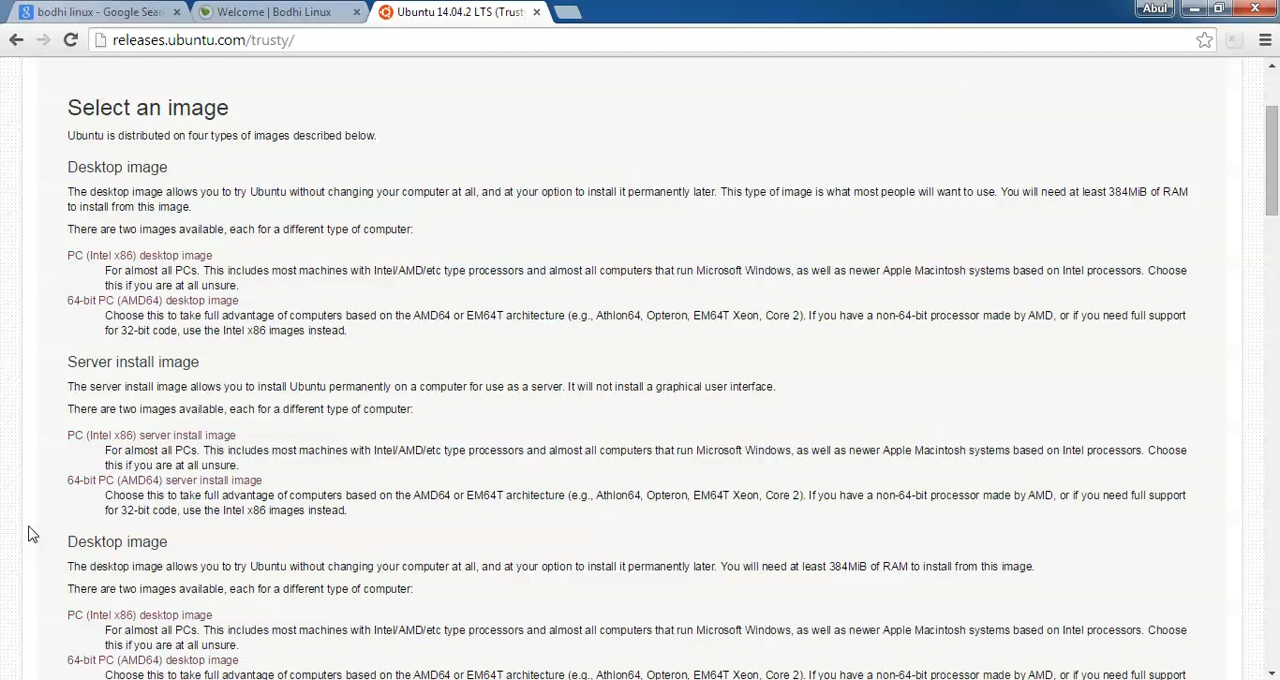 bodhi linux - Google Sear
Welcome | Bodhi Linux
Ubuntu 14.04.2 LTS (Trust
Abul
releases.ubuntu.com/trusty/
Select an image
Ubuntu is distributed on four types of images described below.
Desktop image
The desktop image allows you to try Ubuntu without changing your computer at all, and at your option to install it permanently later. This type of image is what most people will want to use. You will need at least 384MiB of RAM
to install from this image.
There are two images available, each for a different type of computer:
PC (Intel x86) desktop image
For almost all PCs. This includes most machines with Intel/AMD/etc type processors and almost all computers that run Microsoft Windows, as well as newer Apple Macintosh systems based on Intel processors. Choose
this if you are at all unsure.
64-bit PC (AMD64) desktop image
Choose this to take full advantage of computers based on the AMD64 or EM64T architecture (e.g., Athlon64, Opteron, EM64T Xeon, Core 2). If you have a non-64-bit processor made by AMD, or if you need full support
for 32-bit code, use the Intel x86 images instead.
Server install image
The server install image allows you to install Ubuntu permanently on a computer for use as a server. It will not install a graphical user interface.
There are two images available, each for a different type of computer:
PC (Intel x86) server install image
For almost all PCs. This includes most machines with Intel/AMD/etc type processors and almost all computers that run Microsoft Windows, as well as newer Apple Macintosh systems based on Intel processors. Choose
this if you are at all unsure.
64-bit PC (AMD64) server install image
Choose this to take full advantage of computers based on the AMD64 or EM64T architecture (e.g., Athlon64, Opteron, EM64T Xeon, Core 2). If you have a non-64-bit processor made by AMD, or if you need full support
for 32-bit code, use the Intel x86 images instead.
Desktop image
The desktop image allows you to try Ubuntu without changing your computer at all, and at your option to install it permanently later. You will need at least 384MiB of RAM to install from this image.
There are two images available, each for a different type of computer:
PC (Intel x86) desktop image
For almost all PCs. This includes most machines with Intel/AMD/etc type processors and almost all computers that run Microsoft Windows, as well as newer Apple Macintosh systems based on Intel processors. Choose
this if you are at all unsure.
64-bit PC (AMD64) desktop image
Choose this to take full advantage of computers based on the AMD64 or EM64T architecture (e.g., Athlon64, Opteron, EM64T Xeon, Core 2). If you have a non-64-bit processor made by AMD, or if you need full support